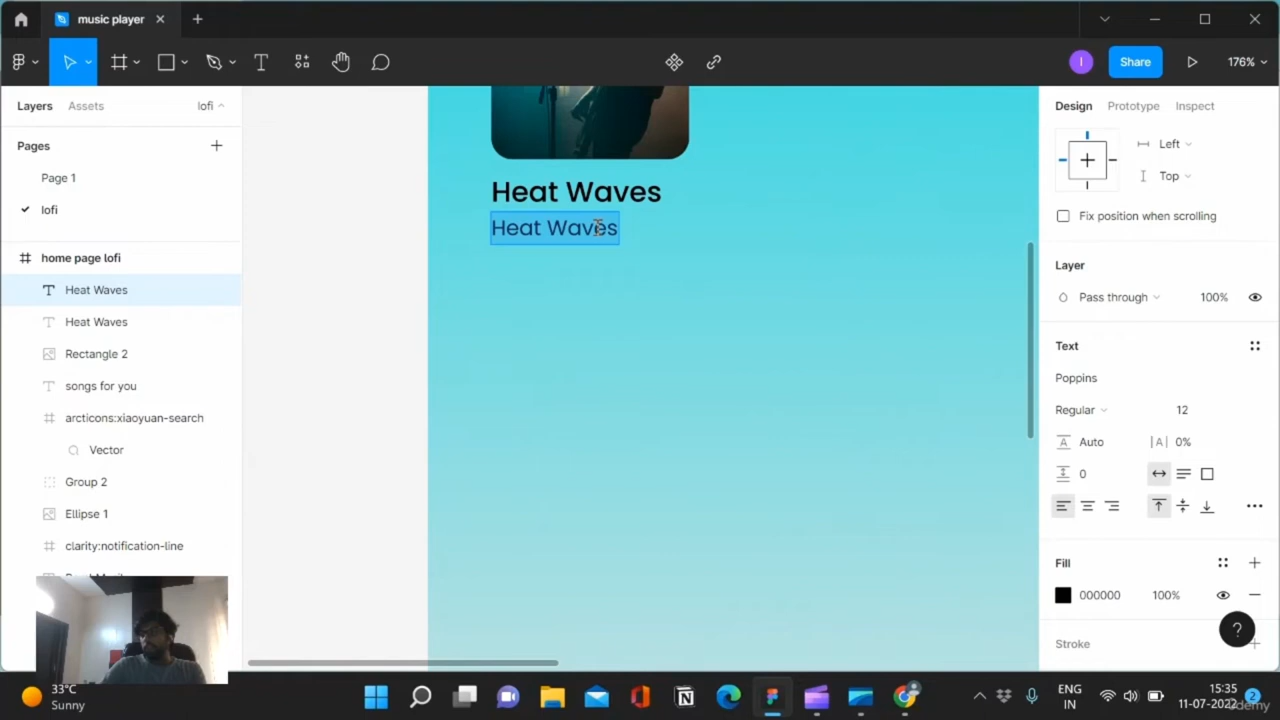 music player
Share
176%
Layers
Assets
lofi
Design
Prototype
Inspect
Pages
Page 1
lofi
Left
Top
Fix position when scrolling
home page lofi
Heat Waves
Heat Waves
Rectangle 2
songs for you
arcticons:xiaoyuan-search
Vector
Group 2
Ellipse 1
clarity:notification-line
Heat Waves
Heat Waves
Layer
Pass through
100%
Text
Poppins
Regular
12
Auto
|A| 0%
0
Fill
000000
100%
?
Stroke
33°C
Sunny
ENG
IN
15:35
11-07-2022
2
Udemy